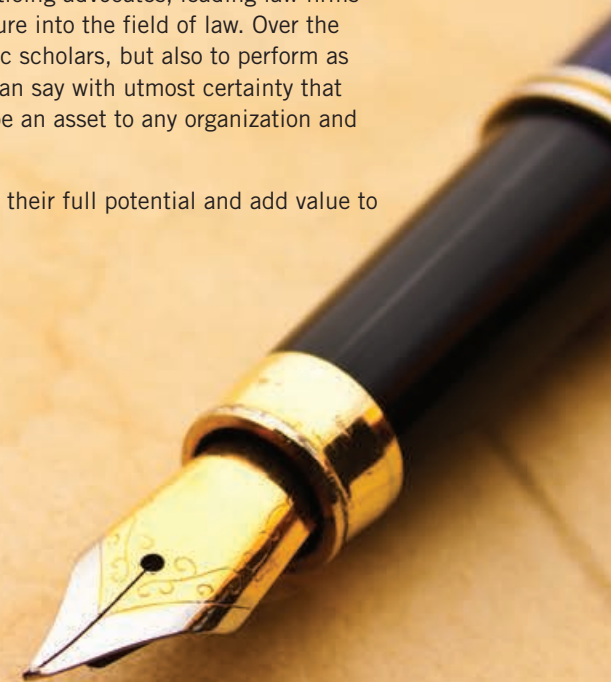 advocates, leading law firms
ure into the field of law. Over the
c scholars, but also to perform as
an say with utmost certainty that
be an asset to any organization and
their full potential and add value to